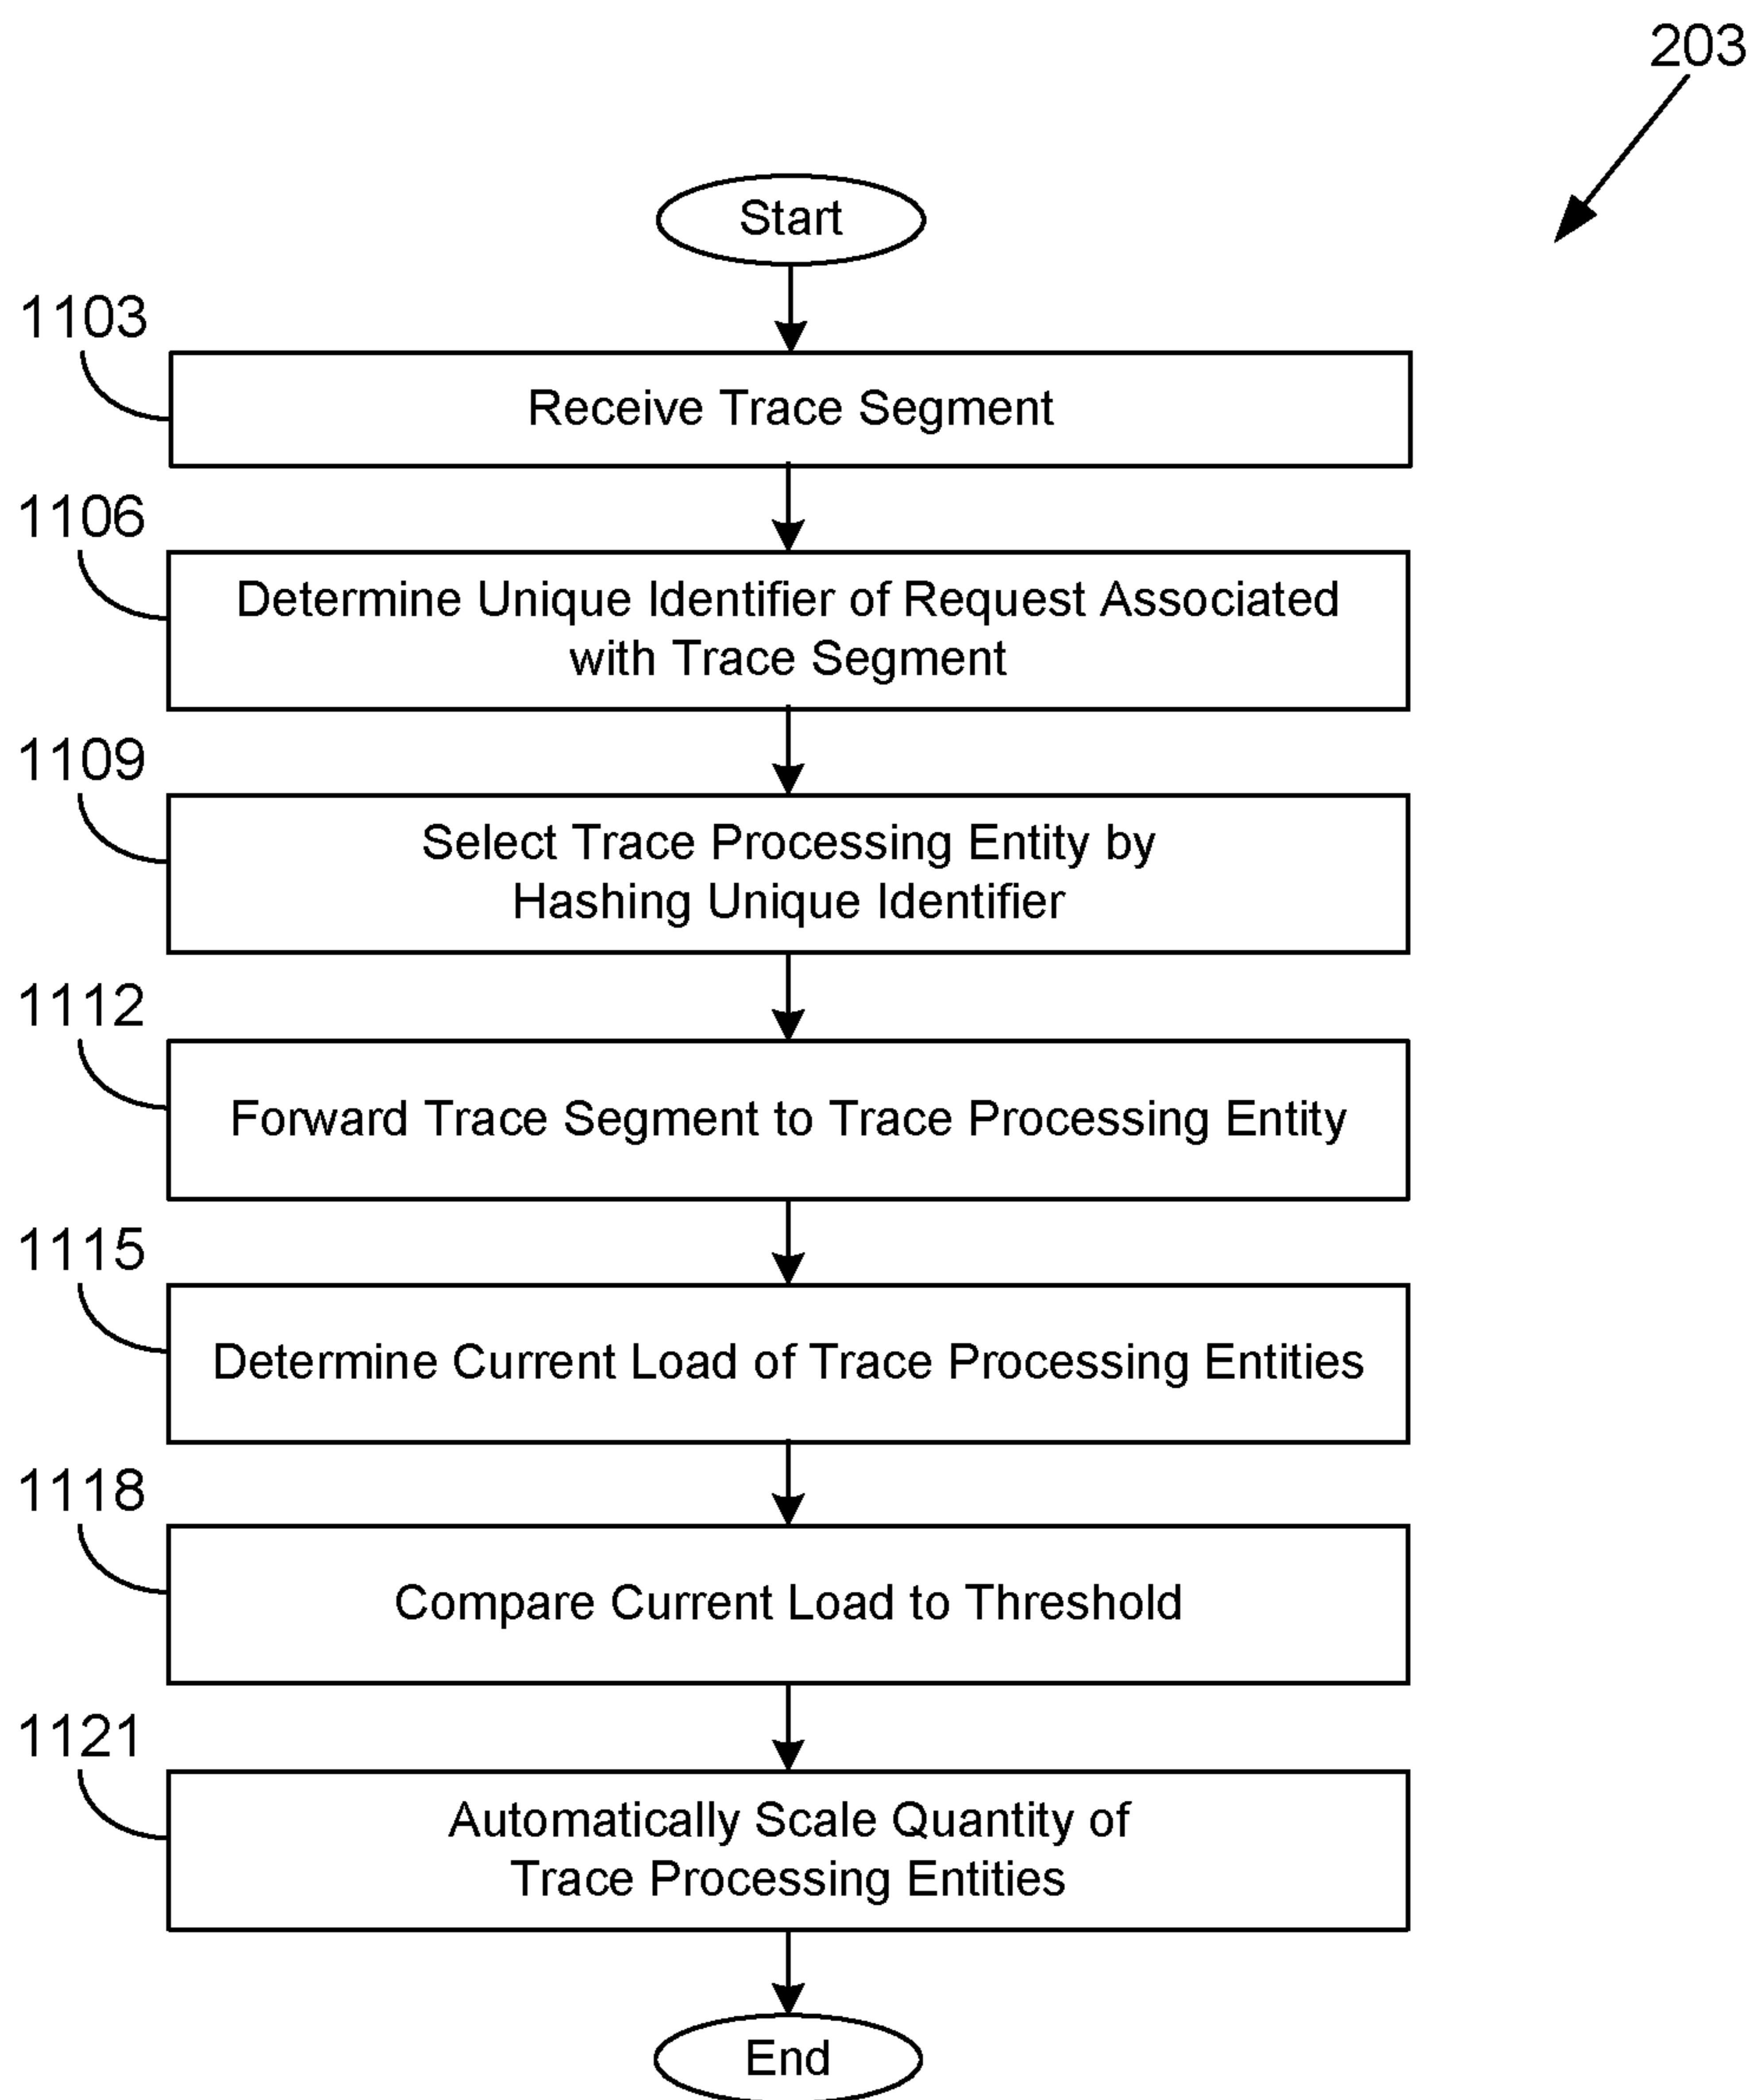 203
Start
1103
Receive Trace Segment
1106
Determine Unique Identifier of Request Associated
with Trace Segment
1109
Select Trace Processing Entity by
Hashing Unique Identifier
1112
Forward Trace Segment to Trace Processing Entity
1115
Determine Current Load of Trace Processing Entities
1118
Compare Current Load to Threshold
1121
Automatically Scale Quantity of
Trace Processing Entities
End